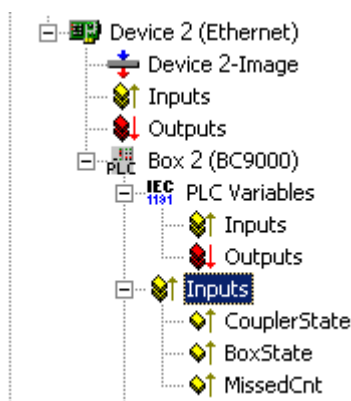 Device 2 (Ethernet)
Device 2-Image
Inputs
Outputs
PLC Box 2 (BC9000)
IEC 1131 PLC Variables
Inputs
Outputs
Inputs
CouplerState
BoxState
MissedCnt